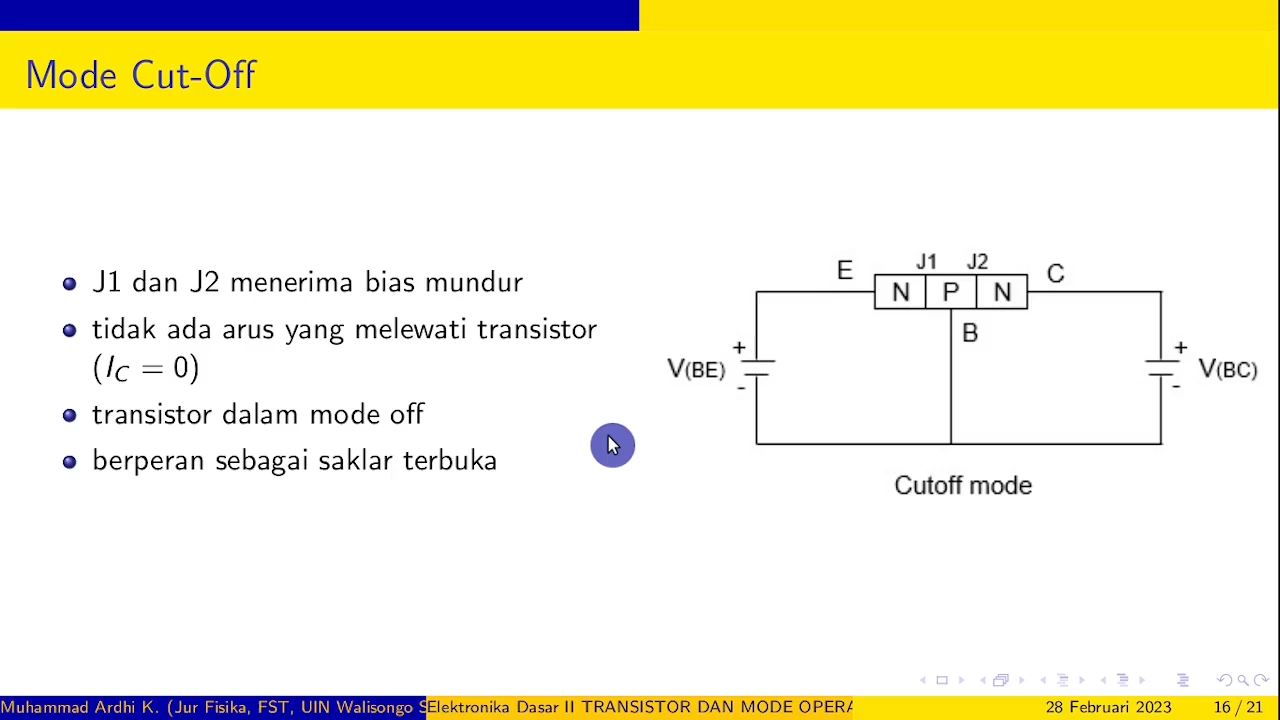 Mode Cut-Off
J1 dan J2 menerima bias mundur
tidak ada arus yang melewati transistor
(I_C = 0)
transistor dalam mode off
berperan sebagai saklar terbuka
E
J1
J2
C
N
P
N
B
+
V(BE)
-
+
V(BC)
-
Cutoff mode
Muhammad Ardhi K. (Jur Fisika, FST, UIN Walisongo S
Elektronika Dasar II TRANSISTOR DAN MODE OPERA
28 Februari 2023
16 / 21